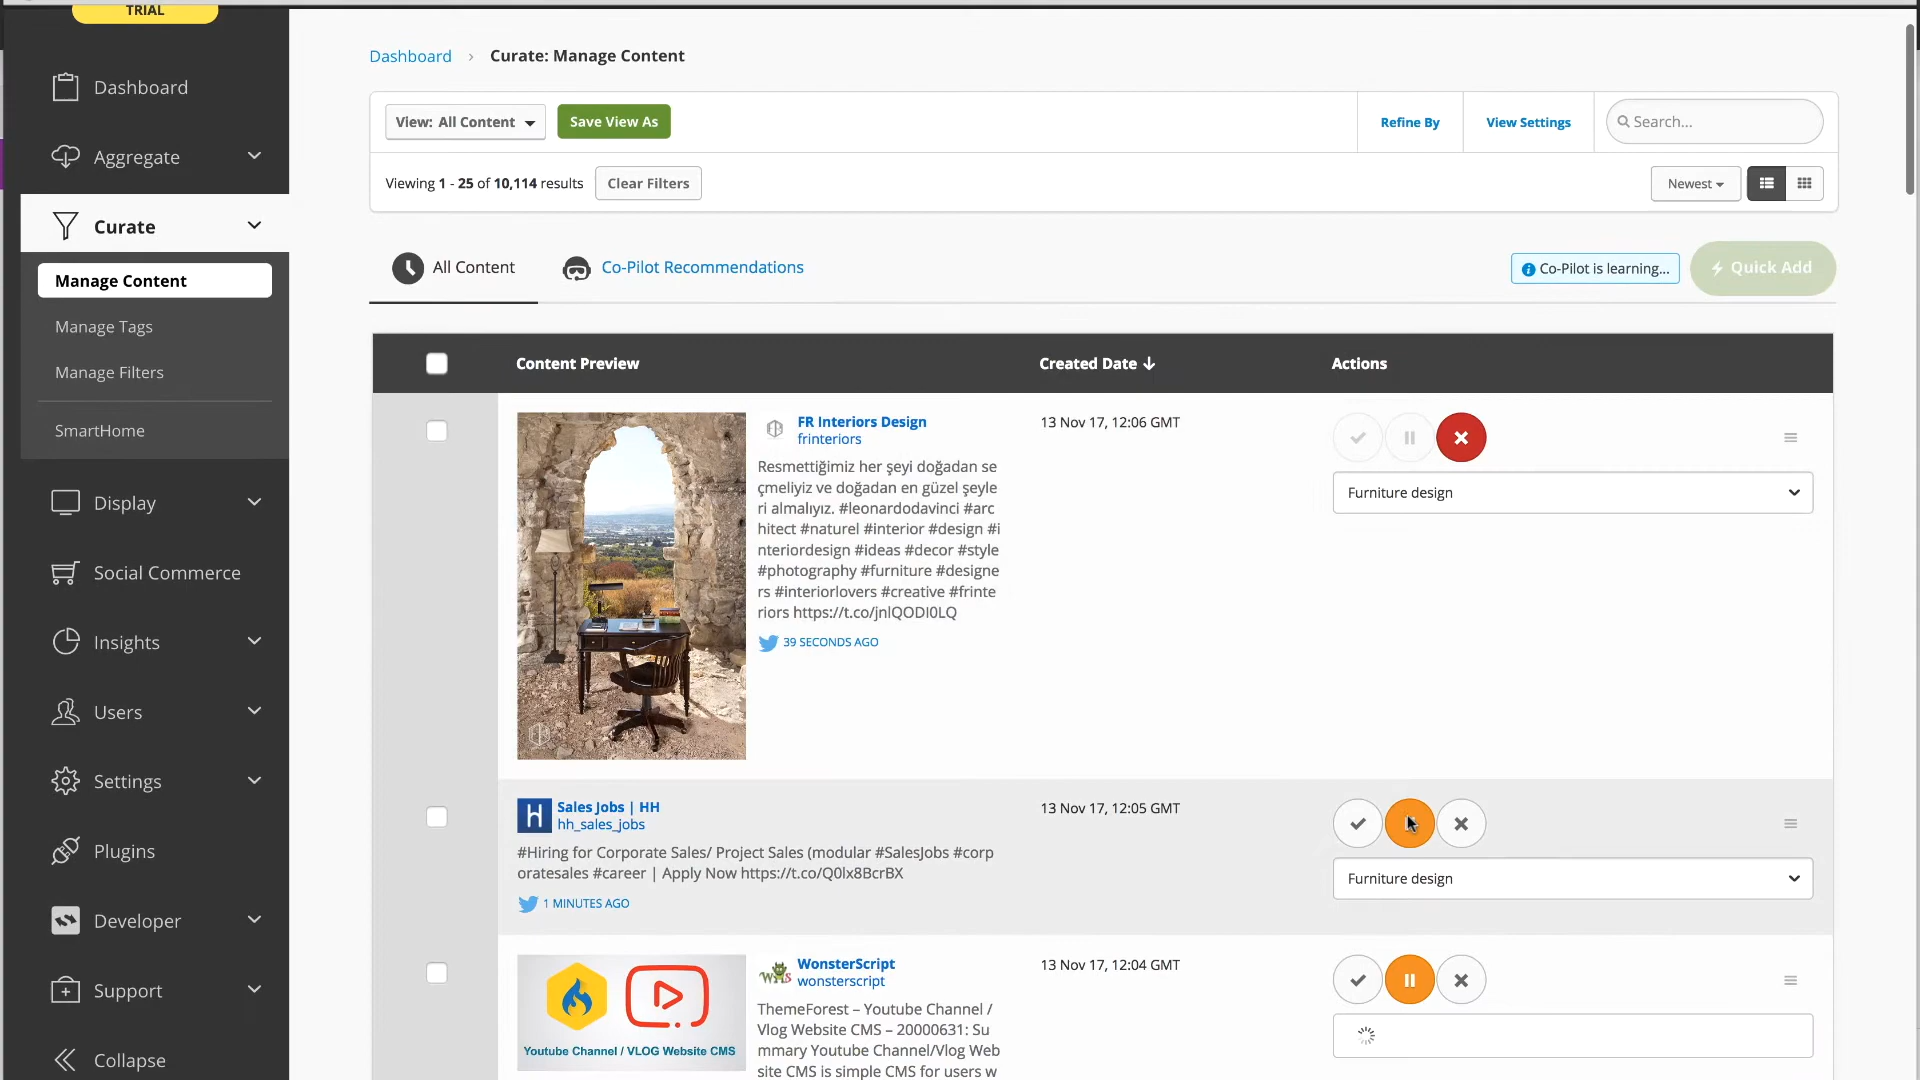 TRIAL
Dashboard
Aggregate
Curate
Manage Content
Manage Tags
Manage Filters
SmartHome
Display
Social Commerce
Insights
Users
Settings
Plugins
Developer
Support
Collapse
Dashboard › Curate: Manage Content
View: All Content
Save View As
Refine By
View Settings
Search...
Viewing 1 - 25 of 10,114 results
Clear Filters
Newest
All Content
Co-Pilot Recommendations
Co-Pilot is learning...
Quick Add
Content Preview
Created Date
Actions
FR Interiors Design
frinteriors
Resmettiğimiz her şeyi doğadan se
çmeliyiz ve doğadan en güzel şeyle
ri almalıyız. #leonardodavinci #arc
hitect #naturel #interior #design #i
nteriordesign #ideas #decor #style
#photography #furniture #designe
rs #interiorlovers #creative #frinte
riors https://t.co/jnlQODI0LQ
39 SECONDS AGO
13 Nov 17, 12:06 GMT
Furniture design
H
Sales Jobs | HH
hh_sales_jobs
#Hiring for Corporate Sales/ Project Sales (modular #SalesJobs #corp
oratesales #career | Apply Now https://t.co/Q0lx8BcrBX
1 MINUTES AGO
13 Nov 17, 12:05 GMT
Furniture design
Youtube Channel / VLOG Website CMS
WonsterScript
wonsterscript
ThemeForest – Youtube Channel /
Vlog Website CMS – 20000631: Su
mmary Youtube Channel/Vlog Web
site CMS is simple CMS for users w
13 Nov 17, 12:04 GMT